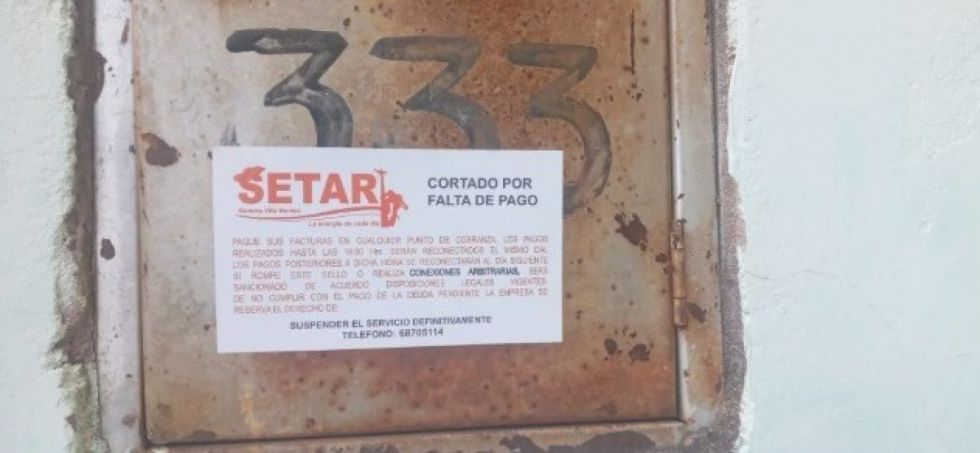 333
SETAR
CORTADO POR
FALTA DE PAGO
Sistema Villa Montes
La energía de cada día
PAGUE SUS FACTURAS EN CUALQUIER PUNTO DE COBRANZA, LOS PAGOS
REALIZADOS HASTA LAS 16:00 Hrs. SERÁN RECONECTADOS EL MISMO DÍA,
LOS PAGOS POSTERIORES A DICHA HORA SE RECONECTARÁN AL DÍA SIGUIENTE
SI ROMPE ESTE SELLO O REALIZA CONEXIONES ARBITRARIAS, SERÁ
SANCIONADO DE ACUERDO DISPOSICIONES LEGALES VIGENTES.
DE NO CUMPLIR CON EL PAGO DE LA DEUDA PENDIENTE LA EMPRESA SE
RESERVA EL DERECHO DE:
SUSPENDER EL SERVICIO DEFINITIVAMENTE
TELEFONO: 68705114